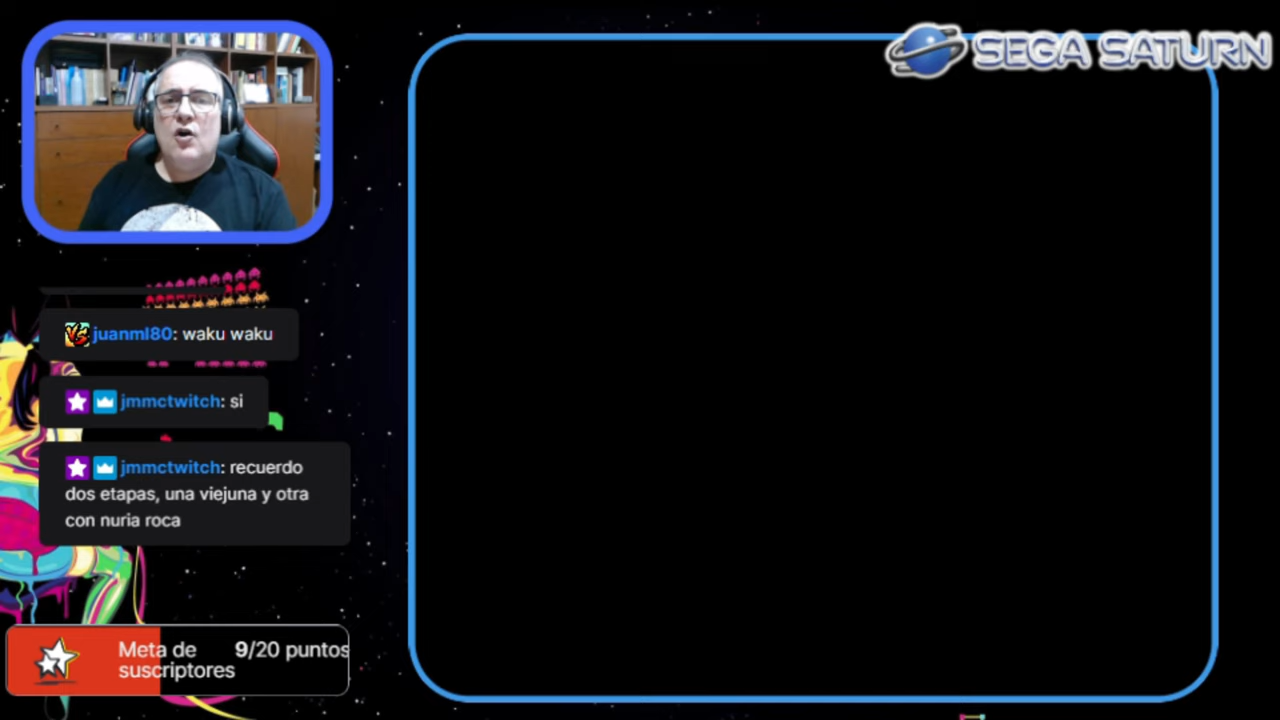 SEGA SATURN
juanml80: waku waku
jmmctwitch: si
jmmctwitch: recuerdo
dos etapas, una viejuna y otra
con nuria roca
Meta de suscriptores
9/20 puntos